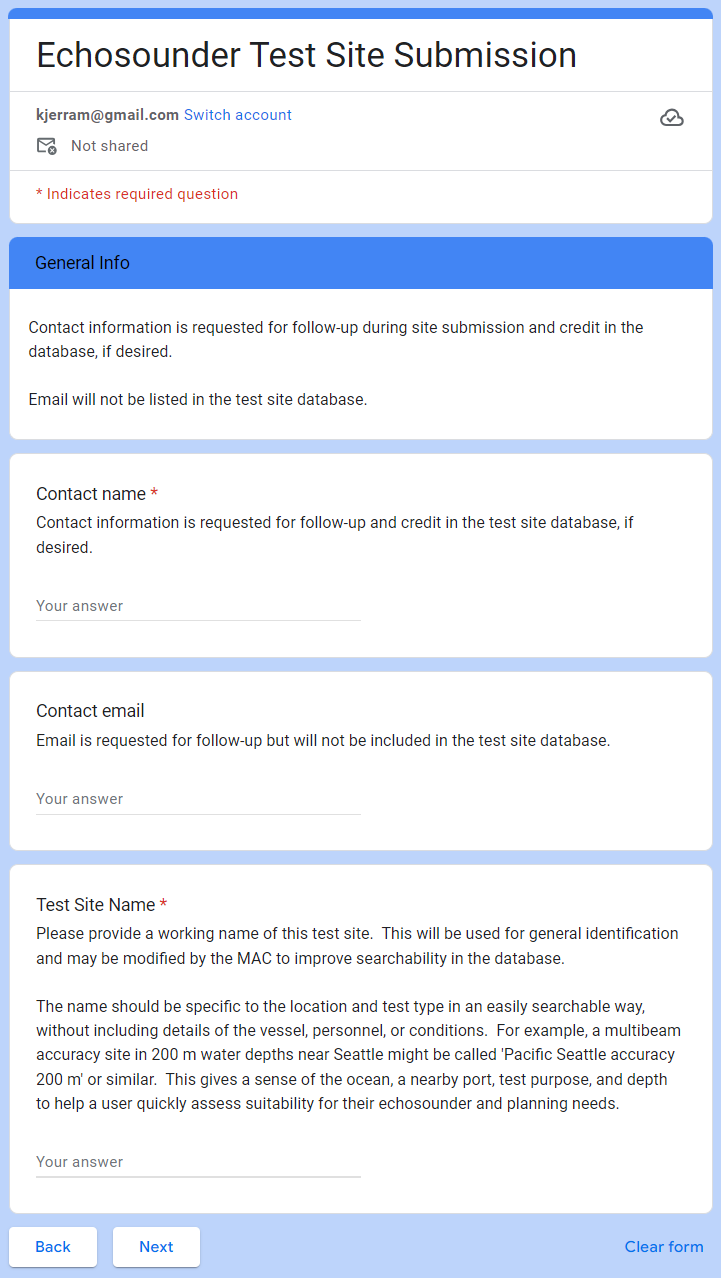 Echosounder Test Site Submission
kjerram@gmail.com Switch account
Not shared
* Indicates required question
General Info
Contact information is requested for follow-up during site submission and credit in the
database, if desired.
Email will not be listed in the test site database.
Contact name *
Contact information is requested for follow-up and credit in the test site database, if
desired.
Your answer
Contact email
Email is requested for follow-up but will not be included in the test site database.
Your answer
Test Site Name *
Please provide a working name of this test site.  This will be used for general identification
and may be modified by the MAC to improve searchability in the database.
The name should be specific to the location and test type in an easily searchable way,
without including details of the vessel, personnel, or conditions.  For example, a multibeam
accuracy site in 200 m water depths near Seattle might be called 'Pacific Seattle accuracy
200 m' or similar.  This gives a sense of the ocean, a nearby port, test purpose, and depth
to help a user quickly assess suitability for their echosounder and planning needs.
Your answer
Back Next Clear form